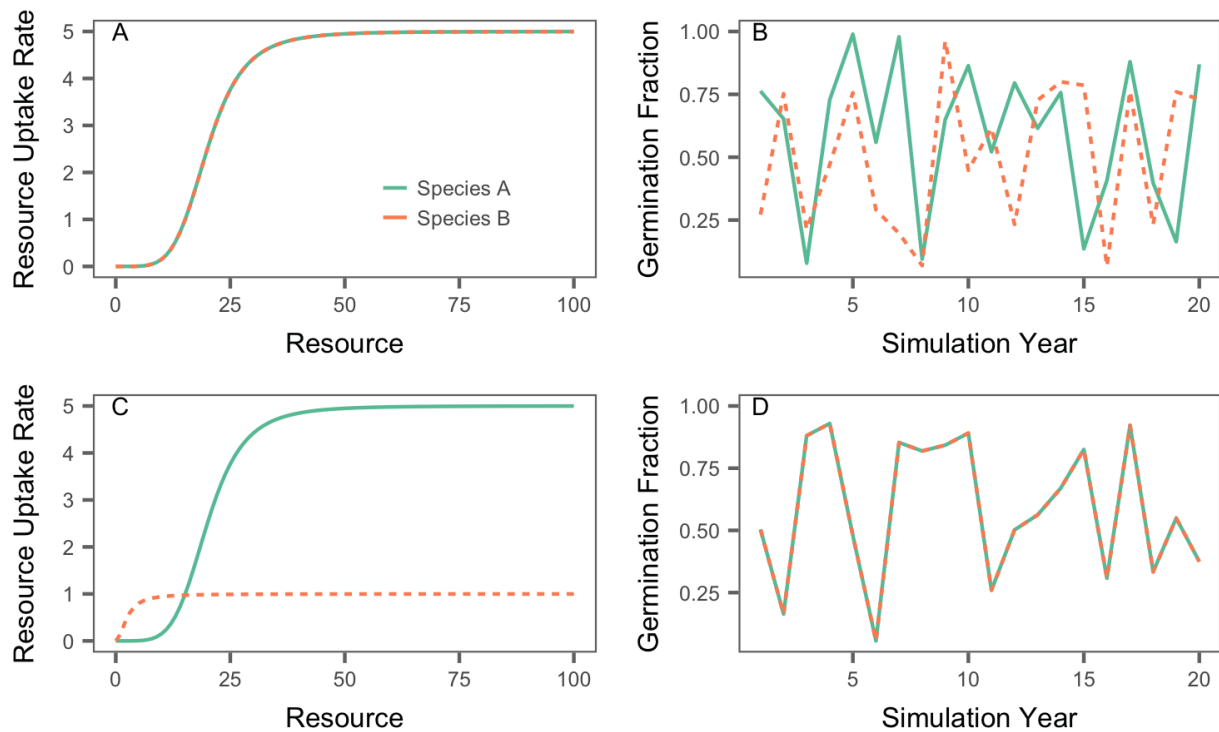 A
Resource Uptake Rate
5
4
3
2
1
0
Species A
Species B
0
25
50
75
100
Resource
B
Germination Fraction
1.00
0.75
0.50
0.25
5
10
15
20
Simulation Year
C
Resource Uptake Rate
5
4
3
2
1
0
0
25
50
75
100
Resource
D
Germination Fraction
1.00
0.75
0.50
0.25
5
10
15
20
Simulation Year